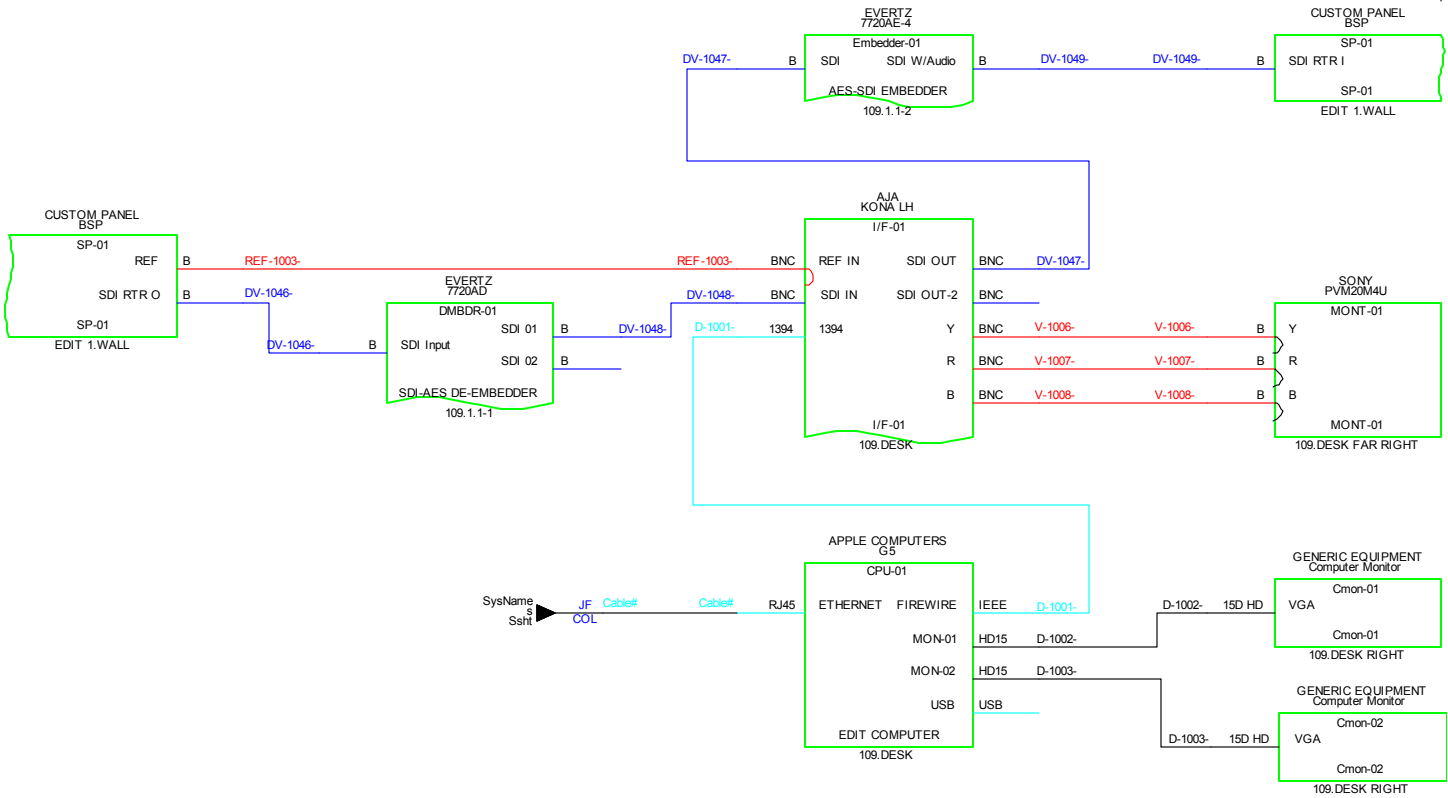 EVERTZ
7720AE-4
Embedder-01
DV-1047-
B
SDI
SDI W/Audio
B
DV-1049-
DV-1049-
B
AES-SDI EMBEDDER
109.1.1-2
CUSTOM PANEL
BSP
SP-01
SDI RTR I
SP-01
EDIT 1.WALL
CUSTOM PANEL
BSP
SP-01
REF
B
REF-1003-
REF-1003-
BNC
SDI RTR O
B
DV-1046-
SP-01
EDIT 1.WALL
DV-1046-
B
EVERTZ
7720AD
DMBDR-01
SDI 01
B
DV-1048-
DV-1048-
BNC
SDI Input
SDI 02
B
SDI-AES DE-EMBEDDER
109.1.1-1
D-1001-
1394
AJA
KONA LH
I/F-01
REF IN
SDI OUT
BNC
DV-1047-
SDI IN
SDI OUT-2
BNC
1394
Y
BNC
V-1006-
V-1006-
B
R
BNC
V-1007-
V-1007-
B
B
BNC
V-1008-
V-1008-
B
I/F-01
109.DESK
SONY
PVM20M4U
MONT-01
Y
R
B
MONT-01
109.DESK FAR RIGHT
SysName
s
Ssht
JF
COL
Cable#
Cable#
RJ45
APPLE COMPUTERS
G5
CPU-01
ETHERNET
FIREWIRE
IEEE
D-1001-
MON-01
HD15
D-1002-
MON-02
HD15
D-1003-
USB
USB
EDIT COMPUTER
109.DESK
D-1002-
15D HD
GENERIC EQUIPMENT
Computer Monitor
Cmon-01
VGA
Cmon-01
109.DESK RIGHT
D-1003-
15D HD
GENERIC EQUIPMENT
Computer Monitor
Cmon-02
VGA
Cmon-02
109.DESK RIGHT